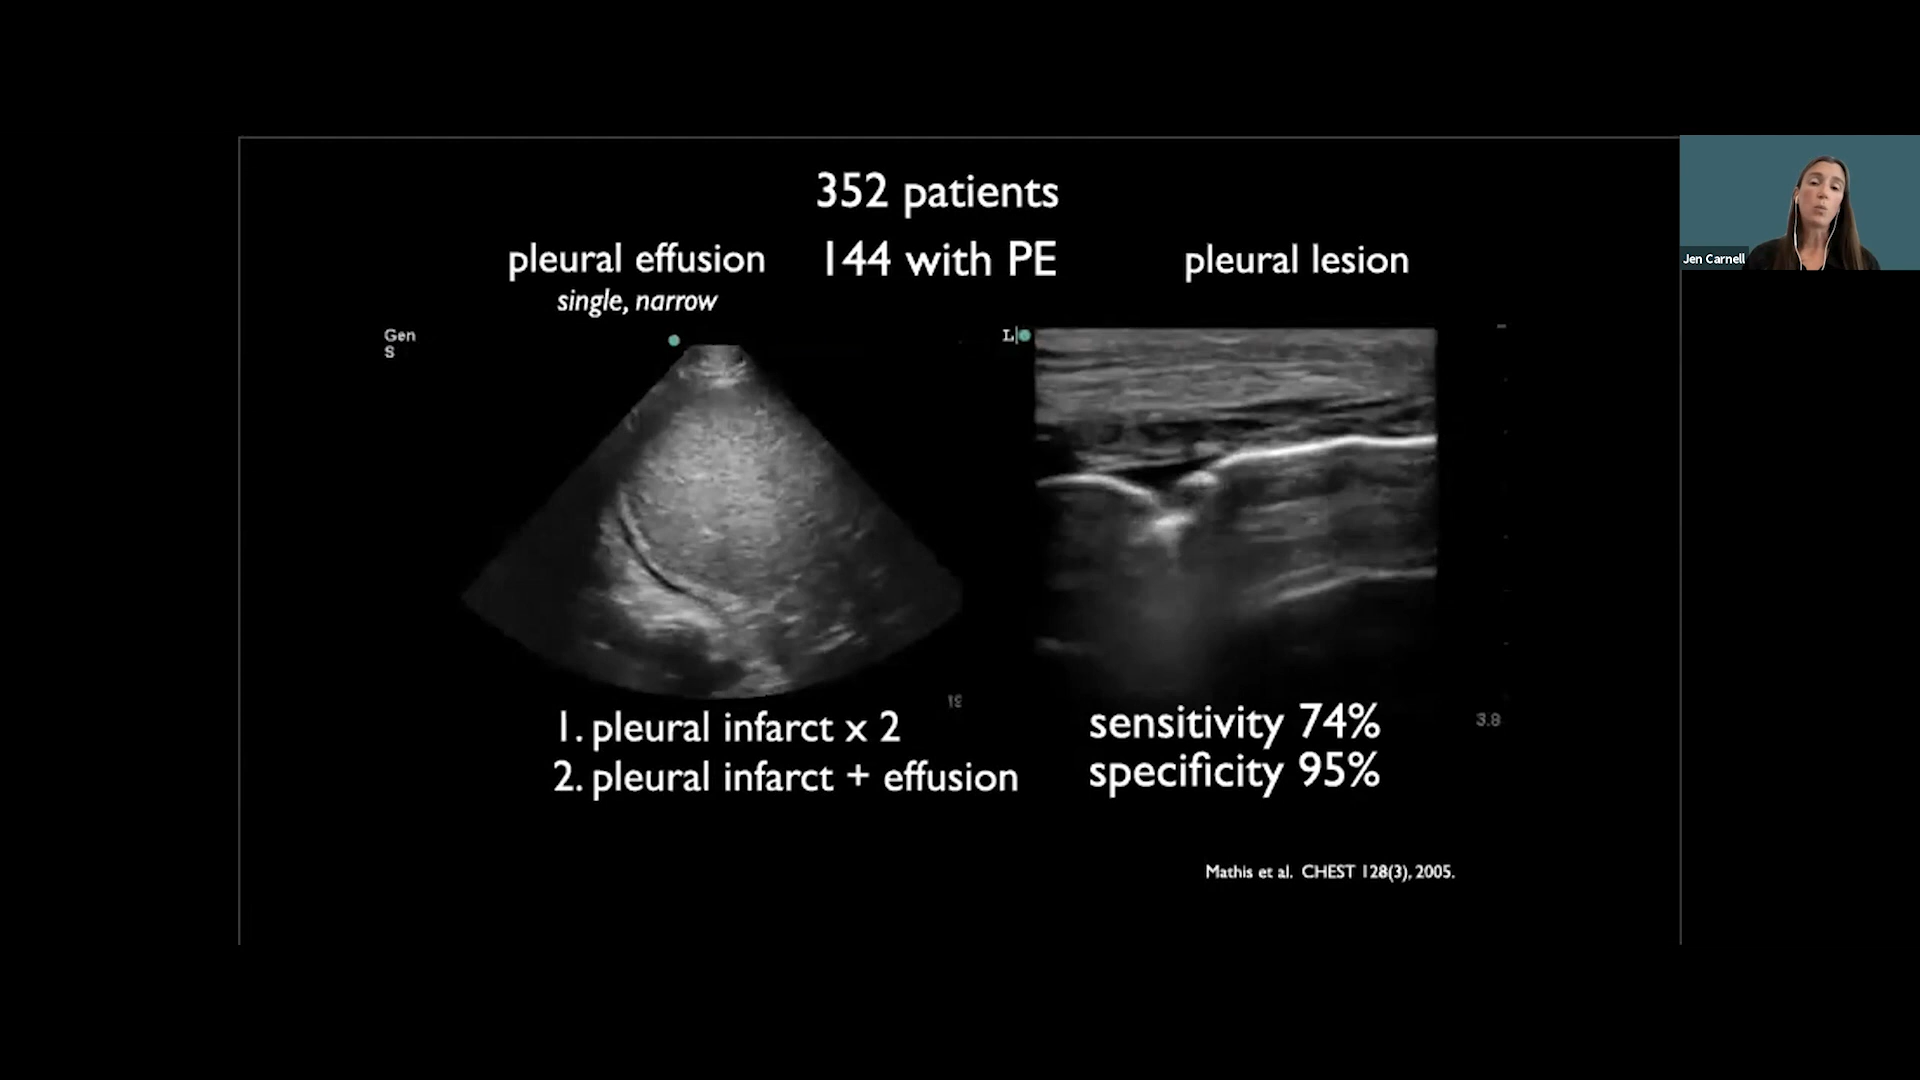 352 patients
144 with PE
pleural effusion
single, narrow
pleural lesion
Jen Carnell
Gen
S
L
19
3.8
1. pleural infarct x 2
2. pleural infarct + effusion
sensitivity 74%
specificity 95%
Mathis et al. CHEST 128(3), 2005.